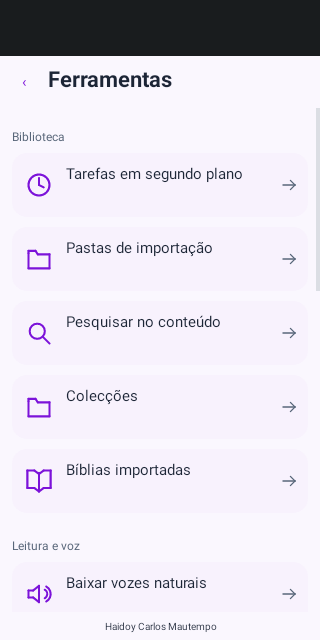 Ferramentas
Biblioteca
Tarefas em segundo plano
Pastas de importação
Pesquisar no conteúdo
Colecções
Bíblias importadas
Leitura e voz
Baixar vozes naturais
Haidoy Carlos Mautempo